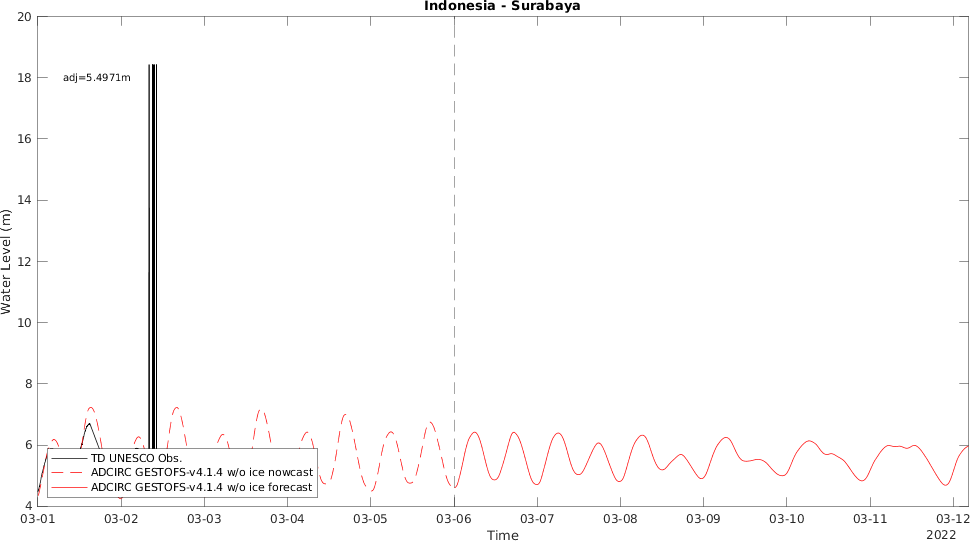 Indonesia - Surabaya
20
18
16
14
12
10
8
6
4
Water Level (m)
adj=5.4971m
TD UNESCO Obs.
ADCIRC GESTOFS-v4.1.4 w/o ice nowcast
ADCIRC GESTOFS-v4.1.4 w/o ice forecast
03-01 03-02 03-03 03-04 03-05 03-06 03-07 03-08 03-09 03-10 03-11 03-12
Time
2022